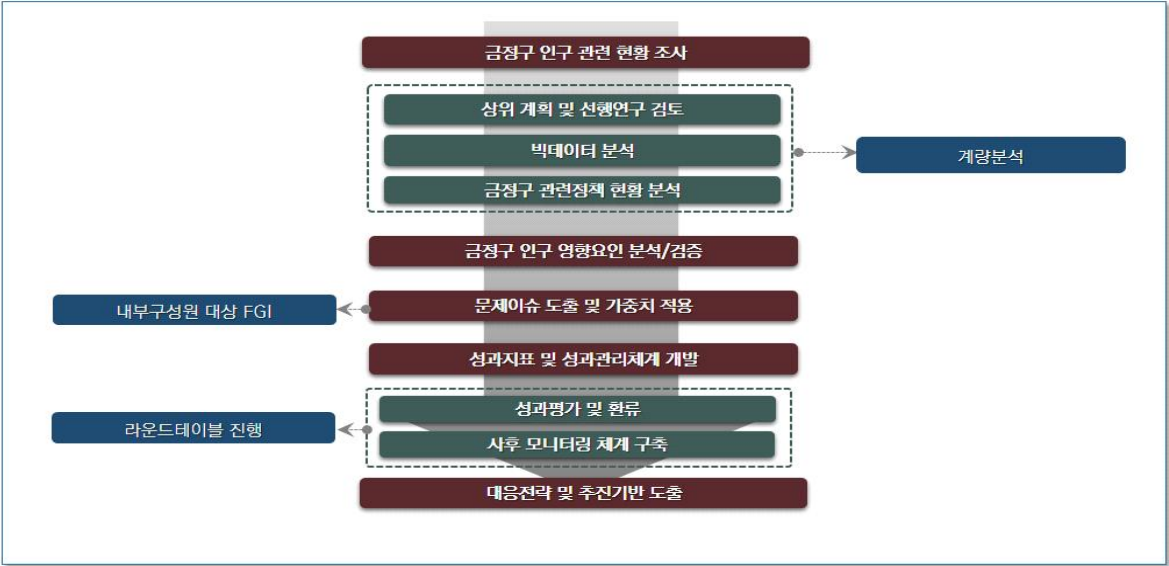 금정구 인구 관련 현황 조사
상위 계획 및 선행연구 검토
빅데이터 분석
계량분석
금정구 관련정책 현황 분석
금정구 인구 영향요인 분석/검증
내부구성원 대상 FGI
문제이슈 도출 및 가중치 적용
성과지표 및 성과관리체계 개발
성과평가 및 환류
라운드테이블 진행
사후 모니터링 체계 구축
대응전략 및 추진기반 도출